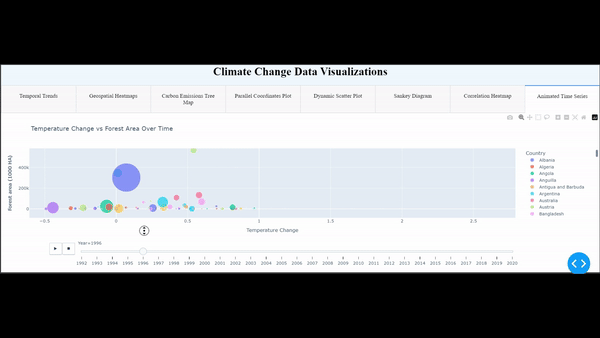 Climate Change Data Visualizations
Temporal Trends
Geospatial Heatmaps
Carbon Emissions Tree
Map
Parallel Coordinates Plot
Dynamic Scatter Plot
Sankey Diagram
Correlation Heatmap
Animated Time Series
Temperature Change vs Forest Area Over Time
Forest area (1000 HA)
400k
200k
0
−0.5
0
0.5
1
1.5
2
2.5
Temperature Change
Country
Albania
Algeria
Angola
Anguilla
Antigua and Barbuda
Argentina
Australia
Austria
Bangladesh
Year=1996
1992 1993 1994 1995 1996 1997 1998 1999 2000 2001 2002 2003 2004 2005 2006 2007 2008 2009 2010 2011 2012 2013 2014 2015 2016 2017 2018 2019 2020